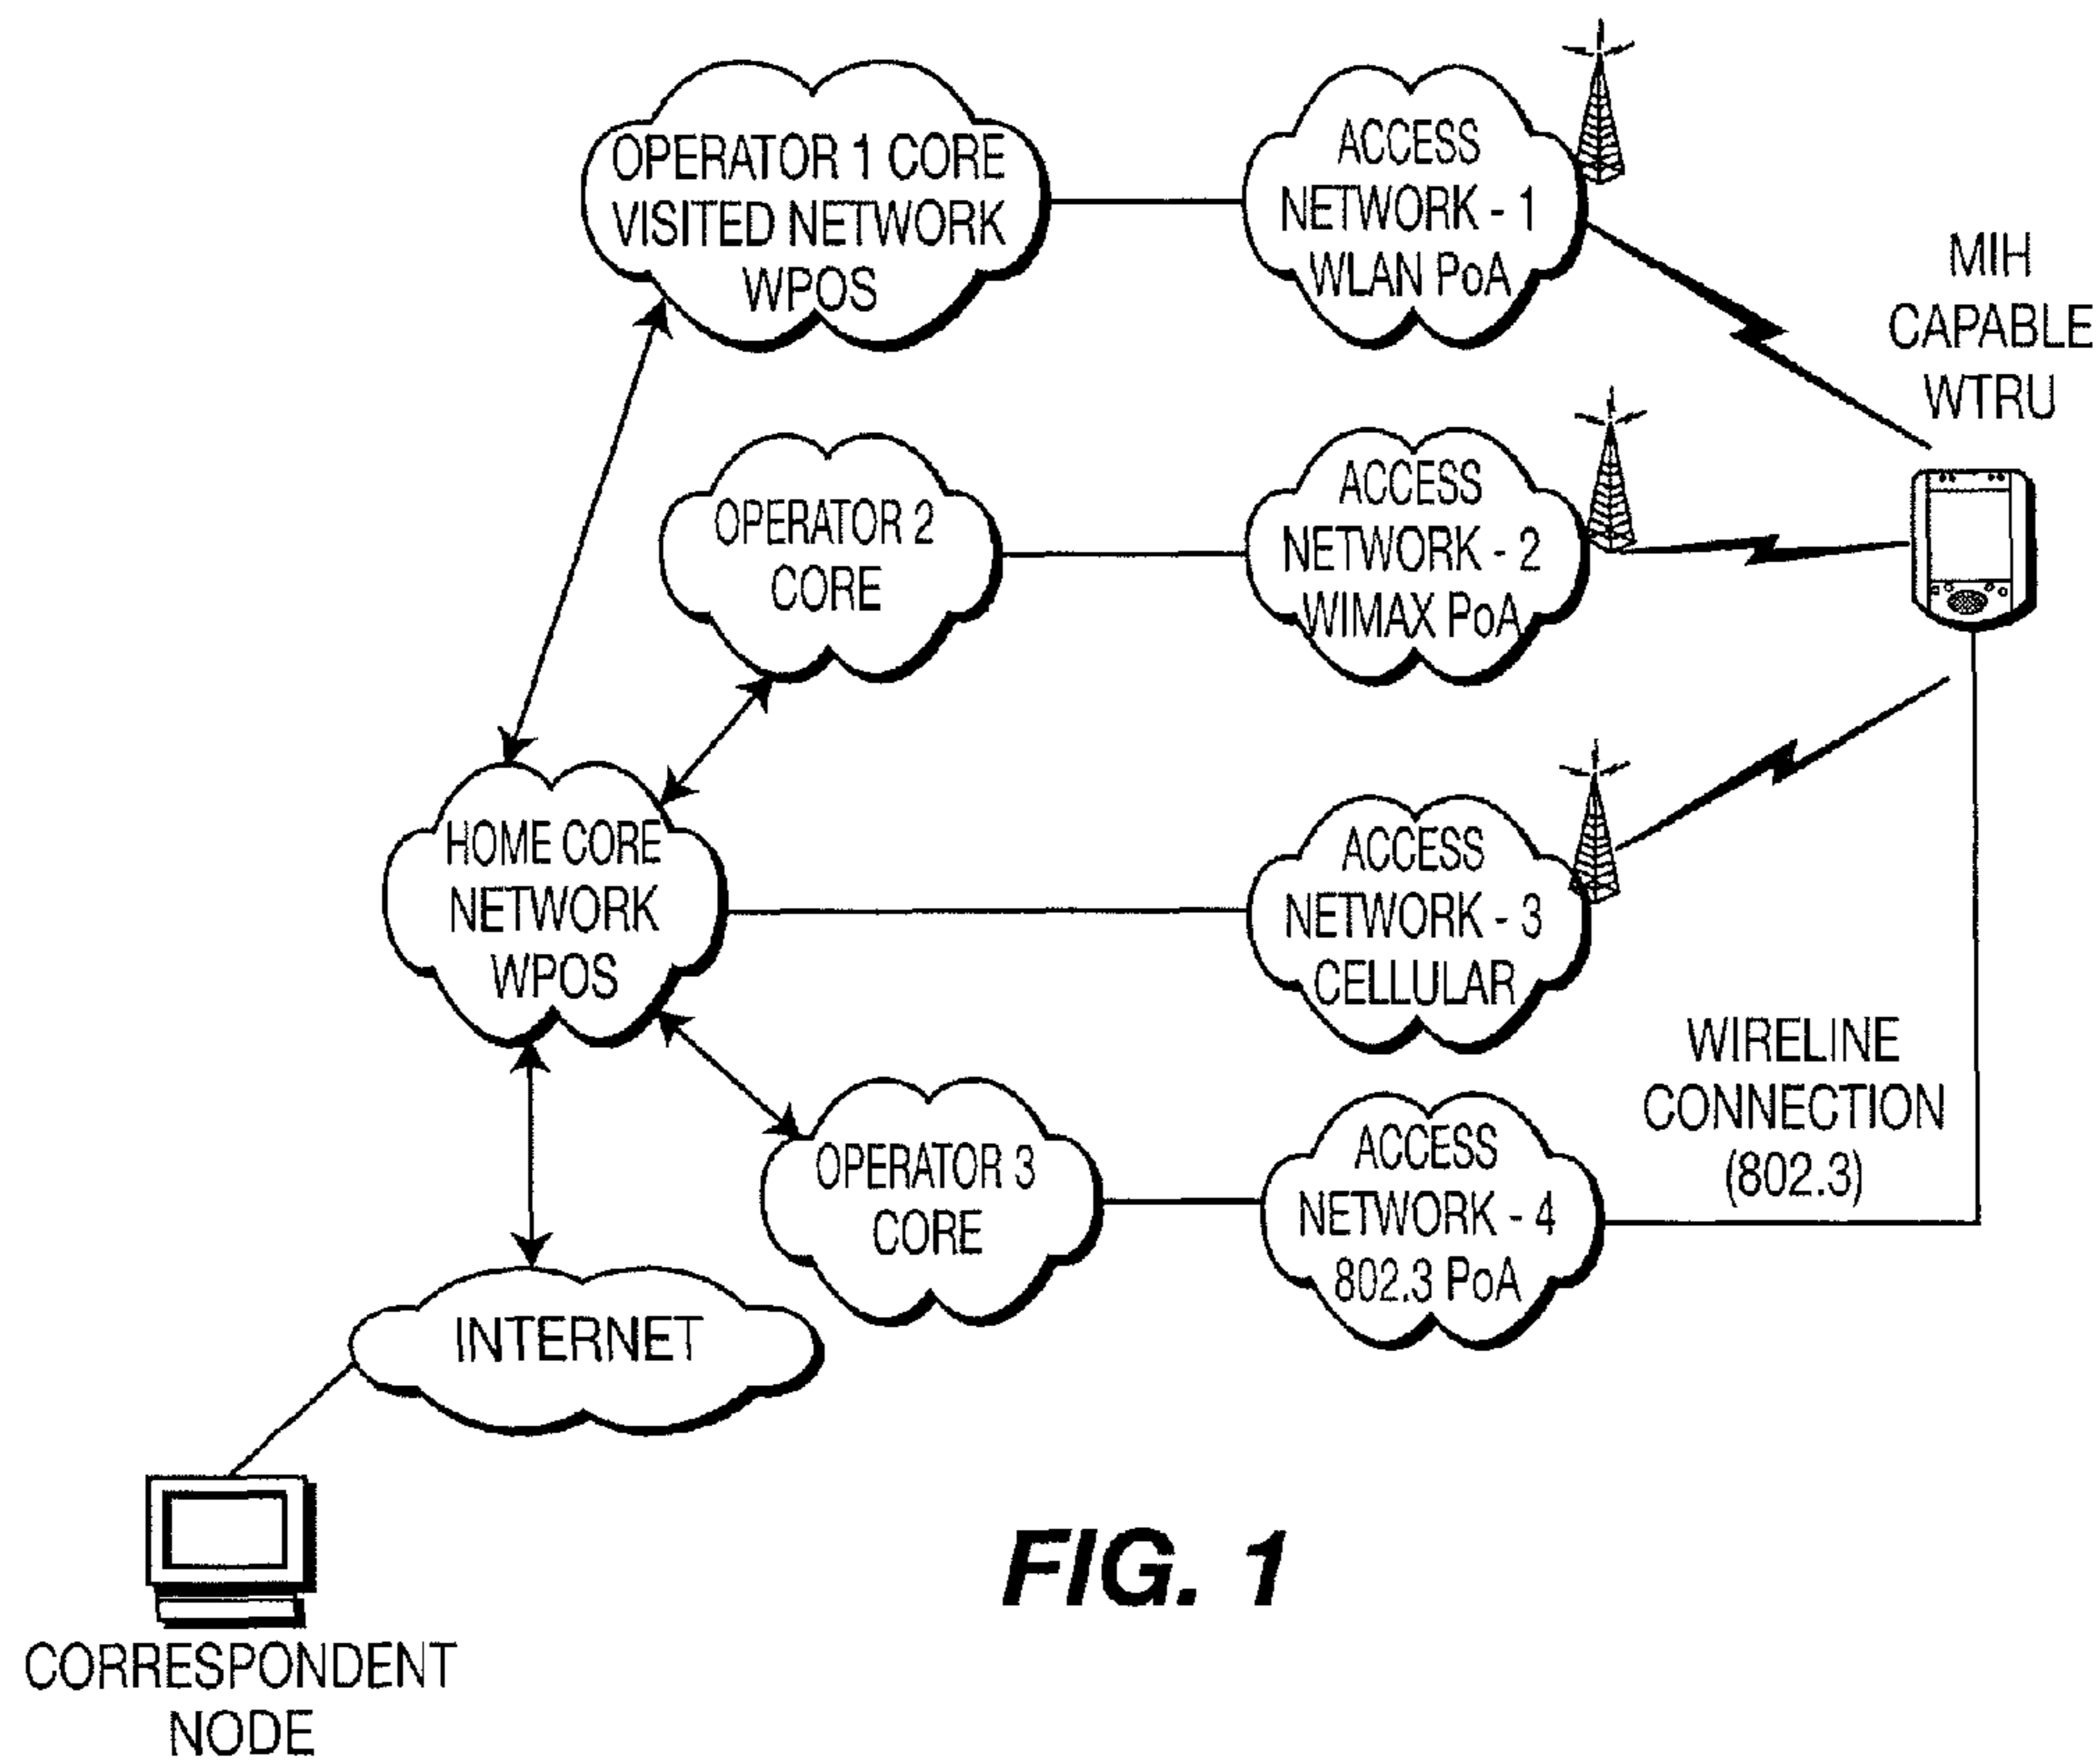 OPERATOR 1 CORE
VISITED NETWORK
WPOS
ACCESS
NETWORK - 1
WLAN PoA
MIH
CAPABLE
WTRU
OPERATOR 2
CORE
ACCESS
NETWORK - 2
WIMAX PoA
HOME CORE
NETWORK
WPOS
ACCESS
NETWORK - 3
CELLULAR
WIRELINE
CONNECTION
(802.3)
OPERATOR 3
CORE
ACCESS
NETWORK - 4
802.3 PoA
INTERNET
CORRESPONDENT
NODE
FIG. 1